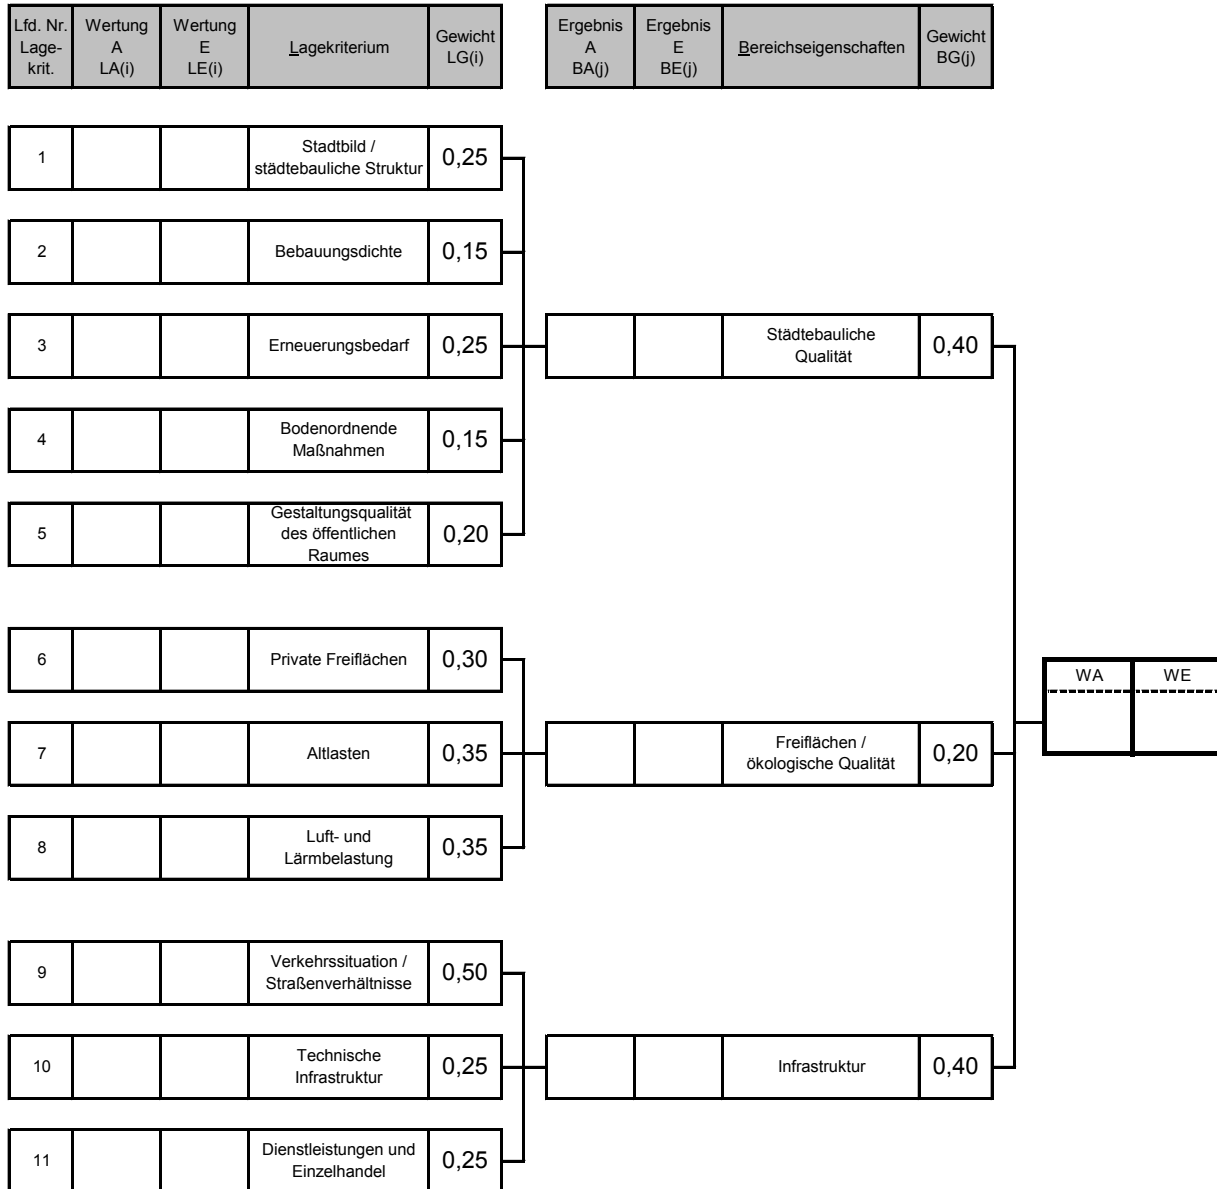 Lfd. Nr.
Lage-
krit.
Wertung
A
LA(i)
Wertung
E
LE(i)
Lagekriterium
Gewicht
LG(i)
Ergebnis
A
BA(j)
Ergebnis
E
BE(j)
Bereichseigenschaften
Gewicht
BG(j)
1
Stadtbild /
städtebauliche Struktur
0,25
2
Bebauungsdichte
0,15
3
Erneuerungsbedarf
0,25
Städtebauliche
Qualität
0,40
4
Bodenordnende
Maßnahmen
0,15
5
Gestaltungsqualität
des öffentlichen
Raumes
0,20
6
Private Freiflächen
0,30
WA
WE
7
Altlasten
0,35
Freiflächen /
ökologische Qualität
0,20
8
Luft- und
Lärmbelastung
0,35
9
Verkehrssituation /
Straßenverhältnisse
0,50
10
Technische
Infrastruktur
0,25
Infrastruktur
0,40
11
Dienstleistungen und
Einzelhandel
0,25